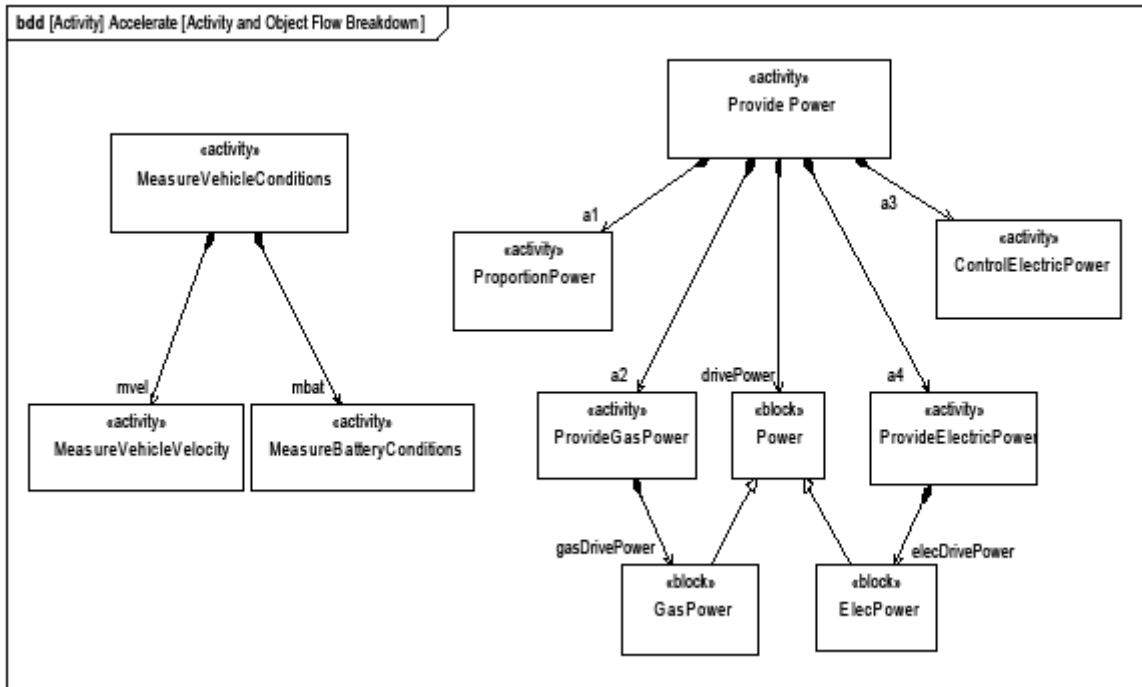 bdd [Activity] Accelerate [Activity and Object Flow Breakdown]
«activity»
Provide Power
«activity»
MeasureVehicleConditions
a1
a3
«activity»
ProportionPower
«activity»
ControlElectricPower
mvel
mbat
a2
drivePower
a4
«activity»
MeasureVehicleVelocity
«activity»
MeasureBatteryConditions
«activity»
ProvideGasPower
«block»
Power
«activity»
ProvideElectricPower
gasDrivePower
elecDrivePower
«block»
GasPower
«block»
ElecPower